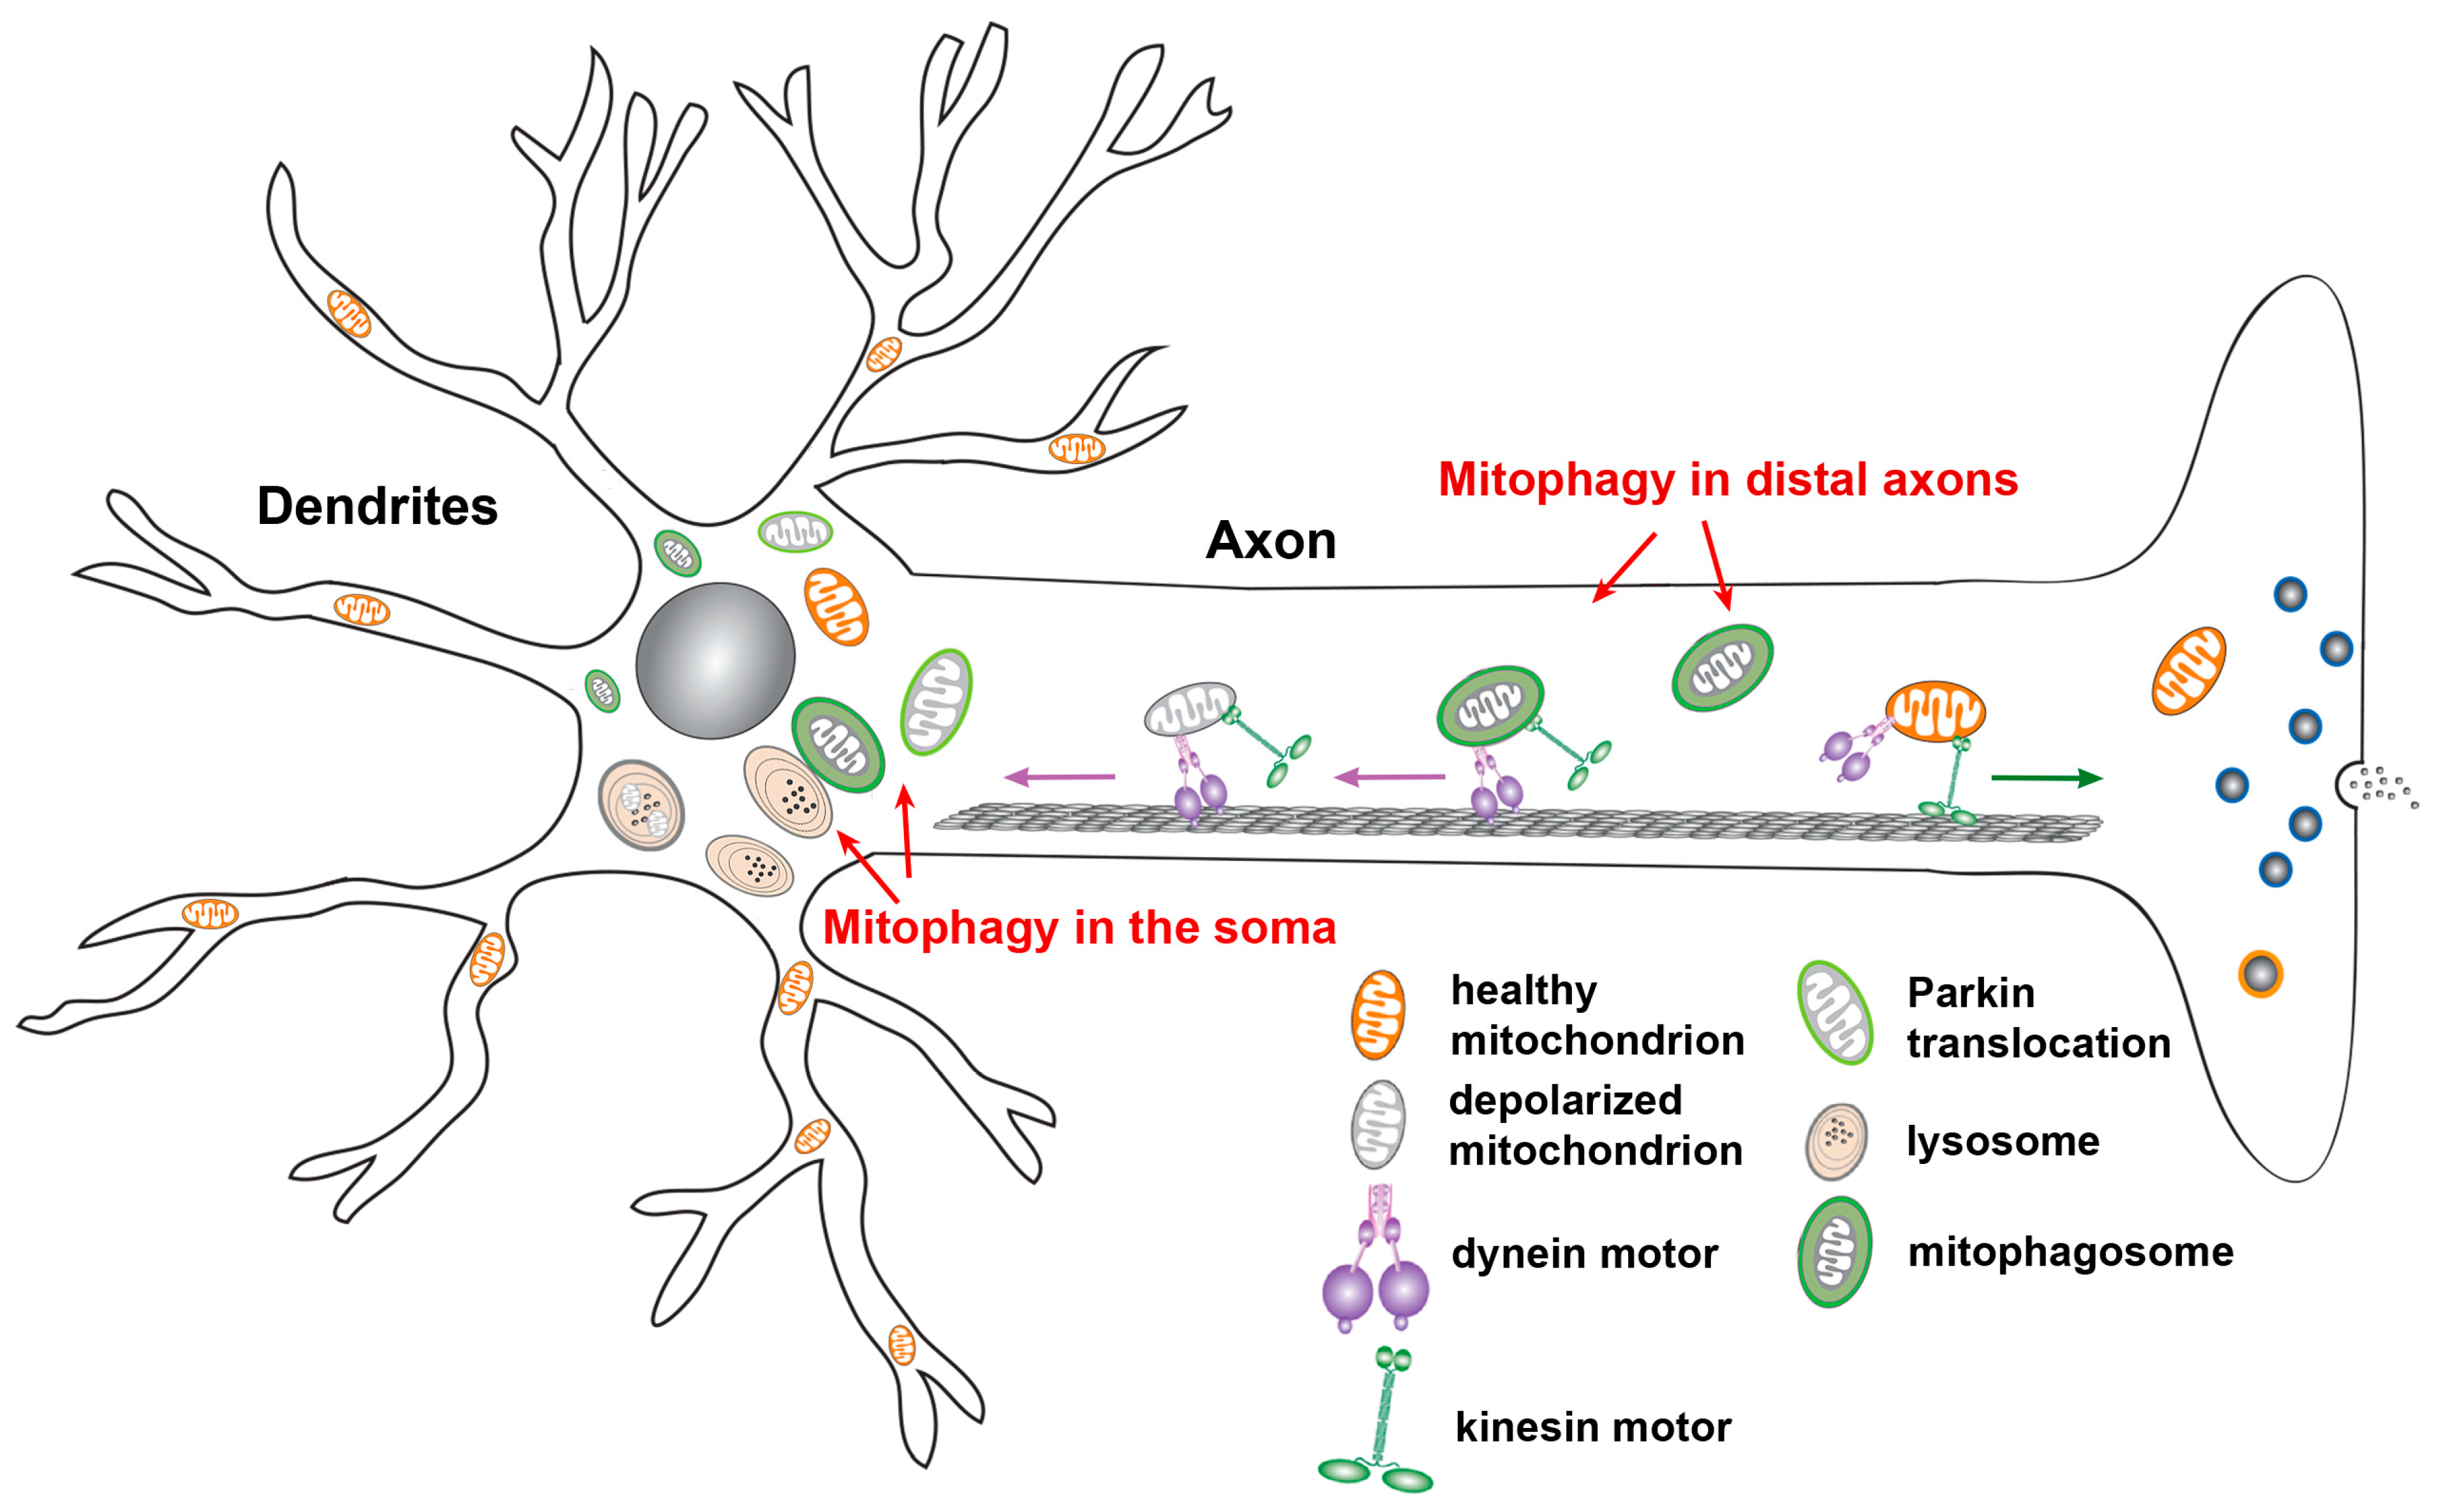 Dendrites
Axon
Mitophagy in distal axons
Mitophagy in the soma
healthy
mitochondrion
depolarized
mitochondrion
dynein motor
kinesin motor
Parkin
translocation
lysosome
mitophagosome